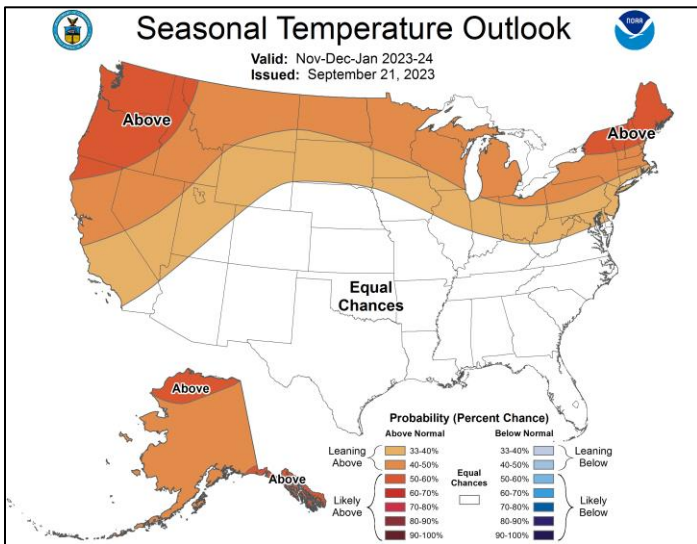 Seasonal Temperature Outlook
NOAA
Valid: Nov-Dec-Jan 2023-24
Issued: September 21, 2023
Above
Above
Equal
Chances
Above
Above
Probability (Percent Chance)
Above Normal
Below Normal
Leaning
Above
33-40%
40-50%
Likely
Above
50-60%
60-70%
70-80%
80-90%
90-100%
Equal
Chances
33-40%
40-50%
Leaning
Below
50-60%
60-70%
70-80%
80-90%
90-100%
Likely
Below